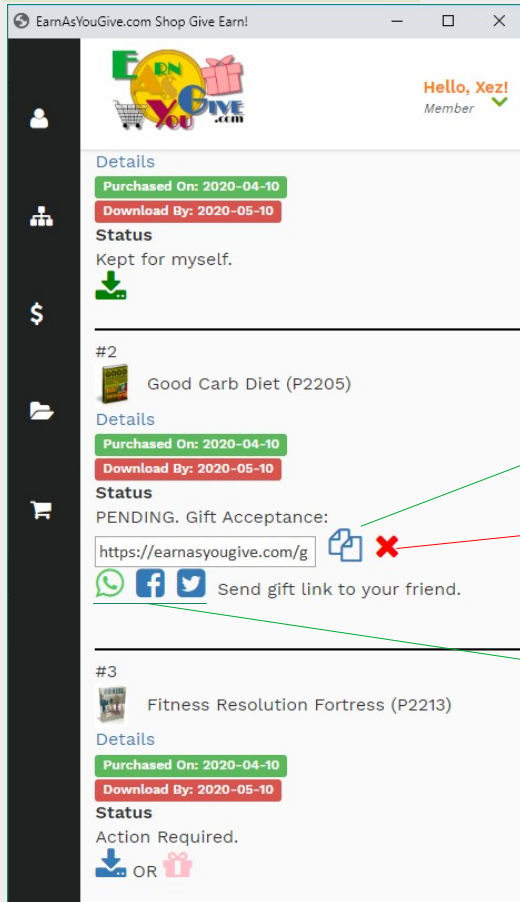 EarnAsYouGive.com Shop Give Earn!
EARN AS YOU GIVE .com
Hello, Xez!
Member
Details
Purchased On: 2020-04-10
Download By: 2020-05-10
Status
Kept for myself.
#2
Good Carb Diet (P2205)
Details
Purchased On: 2020-04-10
Download By: 2020-05-10
Status
PENDING. Gift Acceptance:
https://earnasyougive.com/g
Send gift link to your friend.
#3
Fitness Resolution Fortress (P2213)
Details
Purchased On: 2020-04-10
Download By: 2020-05-10
Status
Action Required.
OR